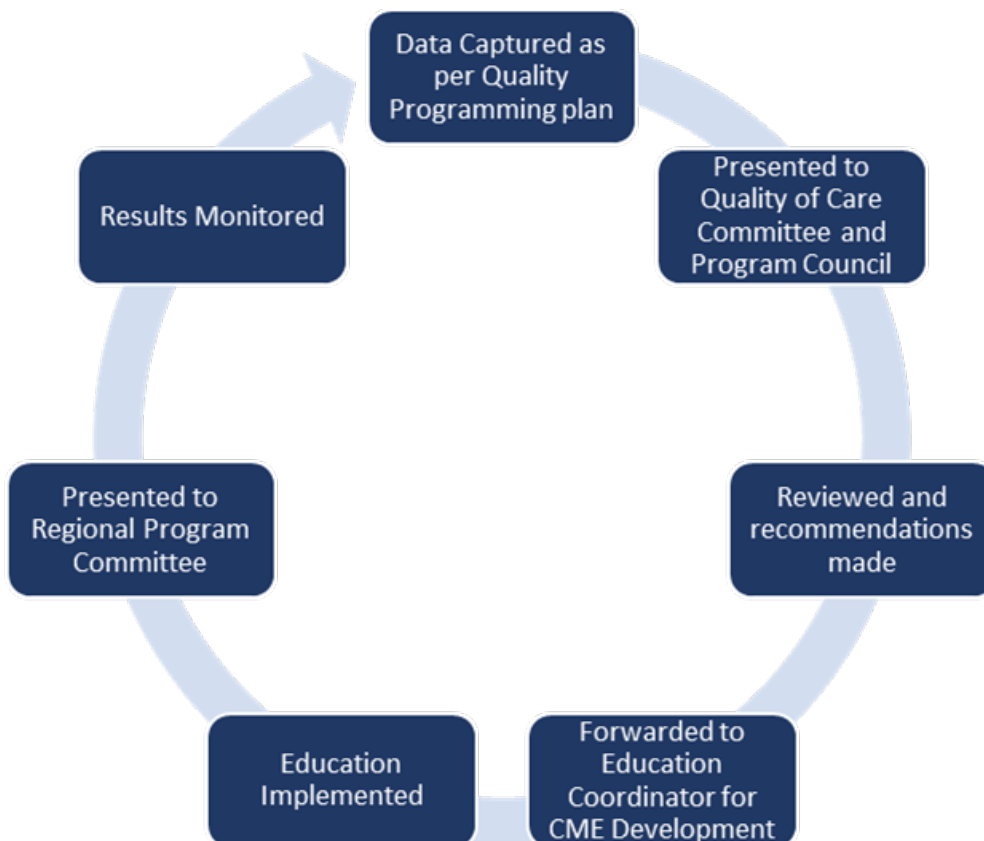 Data Captured as
per Quality
Programming plan
Presented to
Quality of Care
Committee and
Program Council
Reviewed and
recommendations
made
Forwarded to
Education
Coordinator for
CME Development
Education
Implemented
Presented to
Regional Program
Committee
Results Monitored